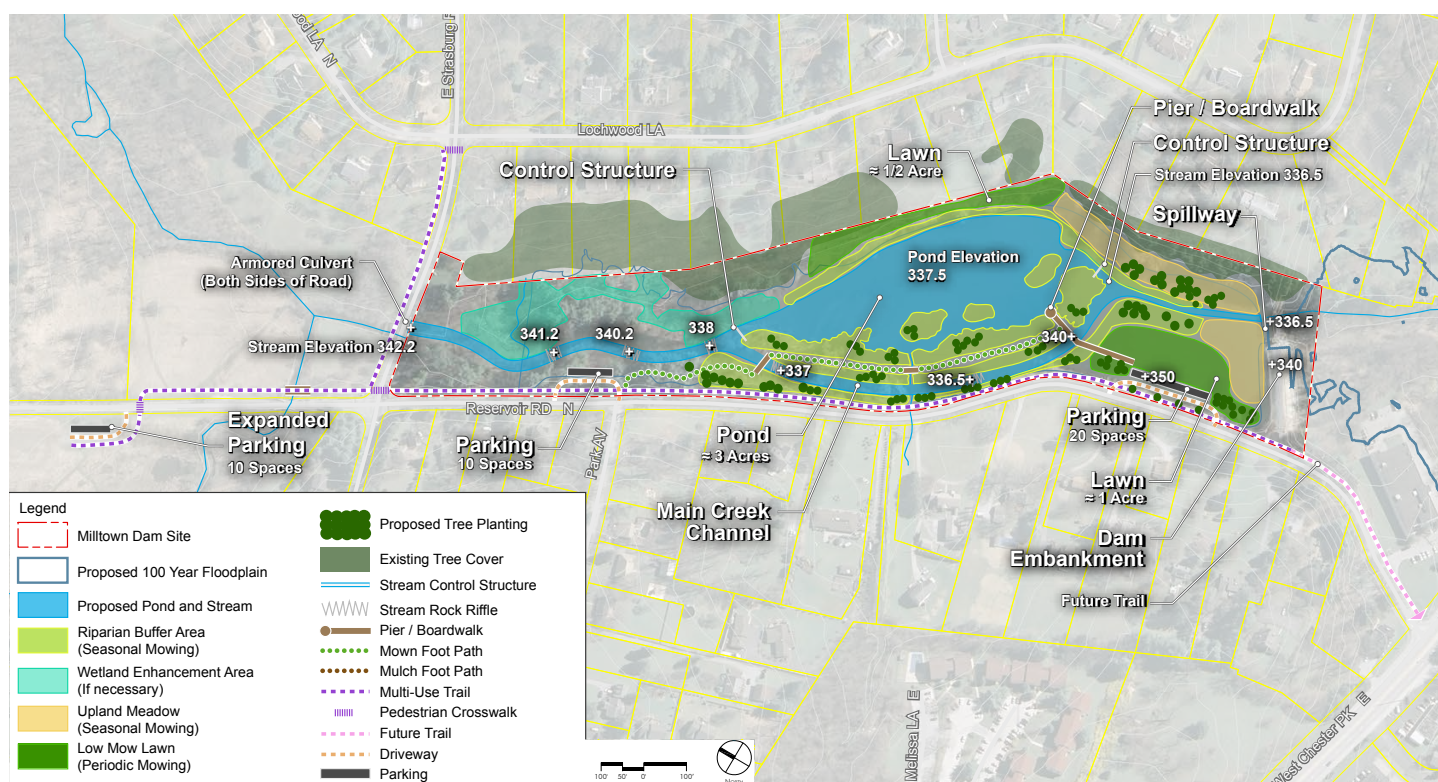 E Strasburg R
ood LA N
Lochwood LA
Pier / Boardwalk
Control Structure
Stream Elevation 336.5
Spillway
Lawn
≈ 1/2 Acre
Control Structure
Armored Culvert
(Both Sides of Road)
Pond Elevation
337.5
Stream Elevation 342.2
341.2
340.2
338
340+
+336.5
+337
336.5+
+350
+340
Reservoir RD N
Park AV
Expanded
Parking
10 Spaces
Parking
10 Spaces
Pond
≈ 3 Acres
Main Creek
Channel
Parking
20 Spaces
Lawn
≈ 1 Acre
Dam
Embankment
Future Trail
Melissa LA E
West Chester PK E
Legend
Milltown Dam Site
Proposed 100 Year Floodplain
Proposed Pond and Stream
Riparian Buffer Area
(Seasonal Mowing)
Wetland Enhancement Area
(If necessary)
Upland Meadow
(Seasonal Mowing)
Low Mow Lawn
(Periodic Mowing)
Proposed Tree Planting
Existing Tree Cover
Stream Control Structure
Stream Rock Riffle
Pier / Boardwalk
Mown Foot Path
Mulch Foot Path
Multi-Use Trail
Pedestrian Crosswalk
Future Trail
Driveway
Parking
100' 50' 0' 100'
North